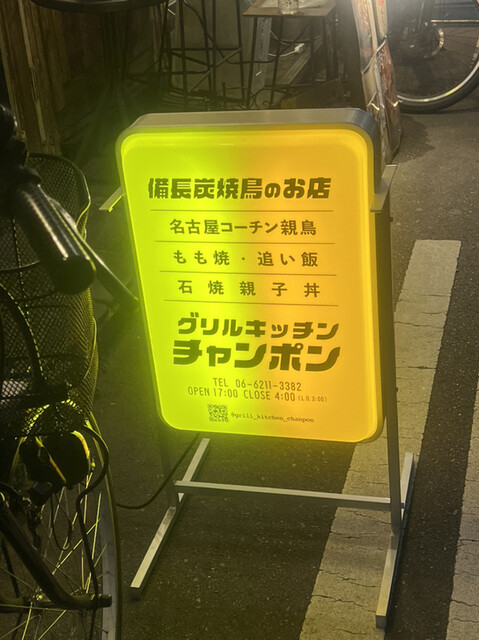 備長炭焼鳥のお店
名古屋コーチン親鳥
もも焼・追い飯
石焼親子丼
グリルキッチン
チャンポン
TEL 06-6211-3382
OPEN 17:00 CLOSE 4:00 (L.O.3:00)
@grill_kitchen_chanpon